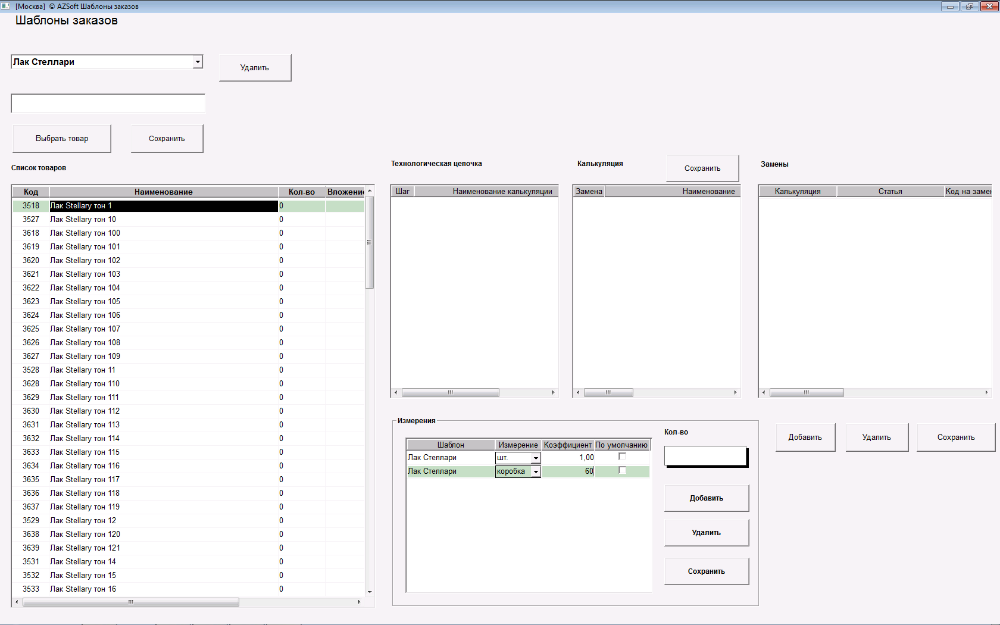 [Москва] © AZSoft Шаблоны заказов
Шаблоны заказов
Лак Стеллари
Удалить
Выбрать товар
Сохранить
Список товаров
Код Наименование Кол-во Вложение
3518 Лак Stellary тон 1 0
3527 Лак Stellary тон 10 0
3618 Лак Stellary тон 100 0
3619 Лак Stellary тон 101 0
3620 Лак Stellary тон 102 0
3621 Лак Stellary тон 103 0
3622 Лак Stellary тон 104 0
3623 Лак Stellary тон 105 0
3624 Лак Stellary тон 106 0
3625 Лак Stellary тон 107 0
3626 Лак Stellary тон 108 0
3627 Лак Stellary тон 109 0
3528 Лак Stellary тон 11 0
3628 Лак Stellary тон 110 0
3629 Лак Stellary тон 111 0
3630 Лак Stellary тон 112 0
3631 Лак Stellary тон 113 0
3632 Лак Stellary тон 114 0
3633 Лак Stellary тон 115 0
3634 Лак Stellary тон 116 0
3635 Лак Stellary тон 117 0
3636 Лак Stellary тон 118 0
3637 Лак Stellary тон 119 0
3529 Лак Stellary тон 12 0
3638 Лак Stellary тон 120 0
3639 Лак Stellary тон 121 0
3531 Лак Stellary тон 14 0
3532 Лак Stellary тон 15 0
3533 Лак Stellary тон 16 0
Технологическая цепочка
Шаг Наименование калькуляции
Калькуляция
Сохранить
Замена Наименование
Замены
Калькуляция Статья Код на замен
Измерения
Шаблон Измерение Коэффициент По умолчанию
Лак Стеллари шт. 1,00
Лак Стеллари коробка 60
Кол-во
Добавить
Удалить
Сохранить
Добавить
Удалить
Сохранить